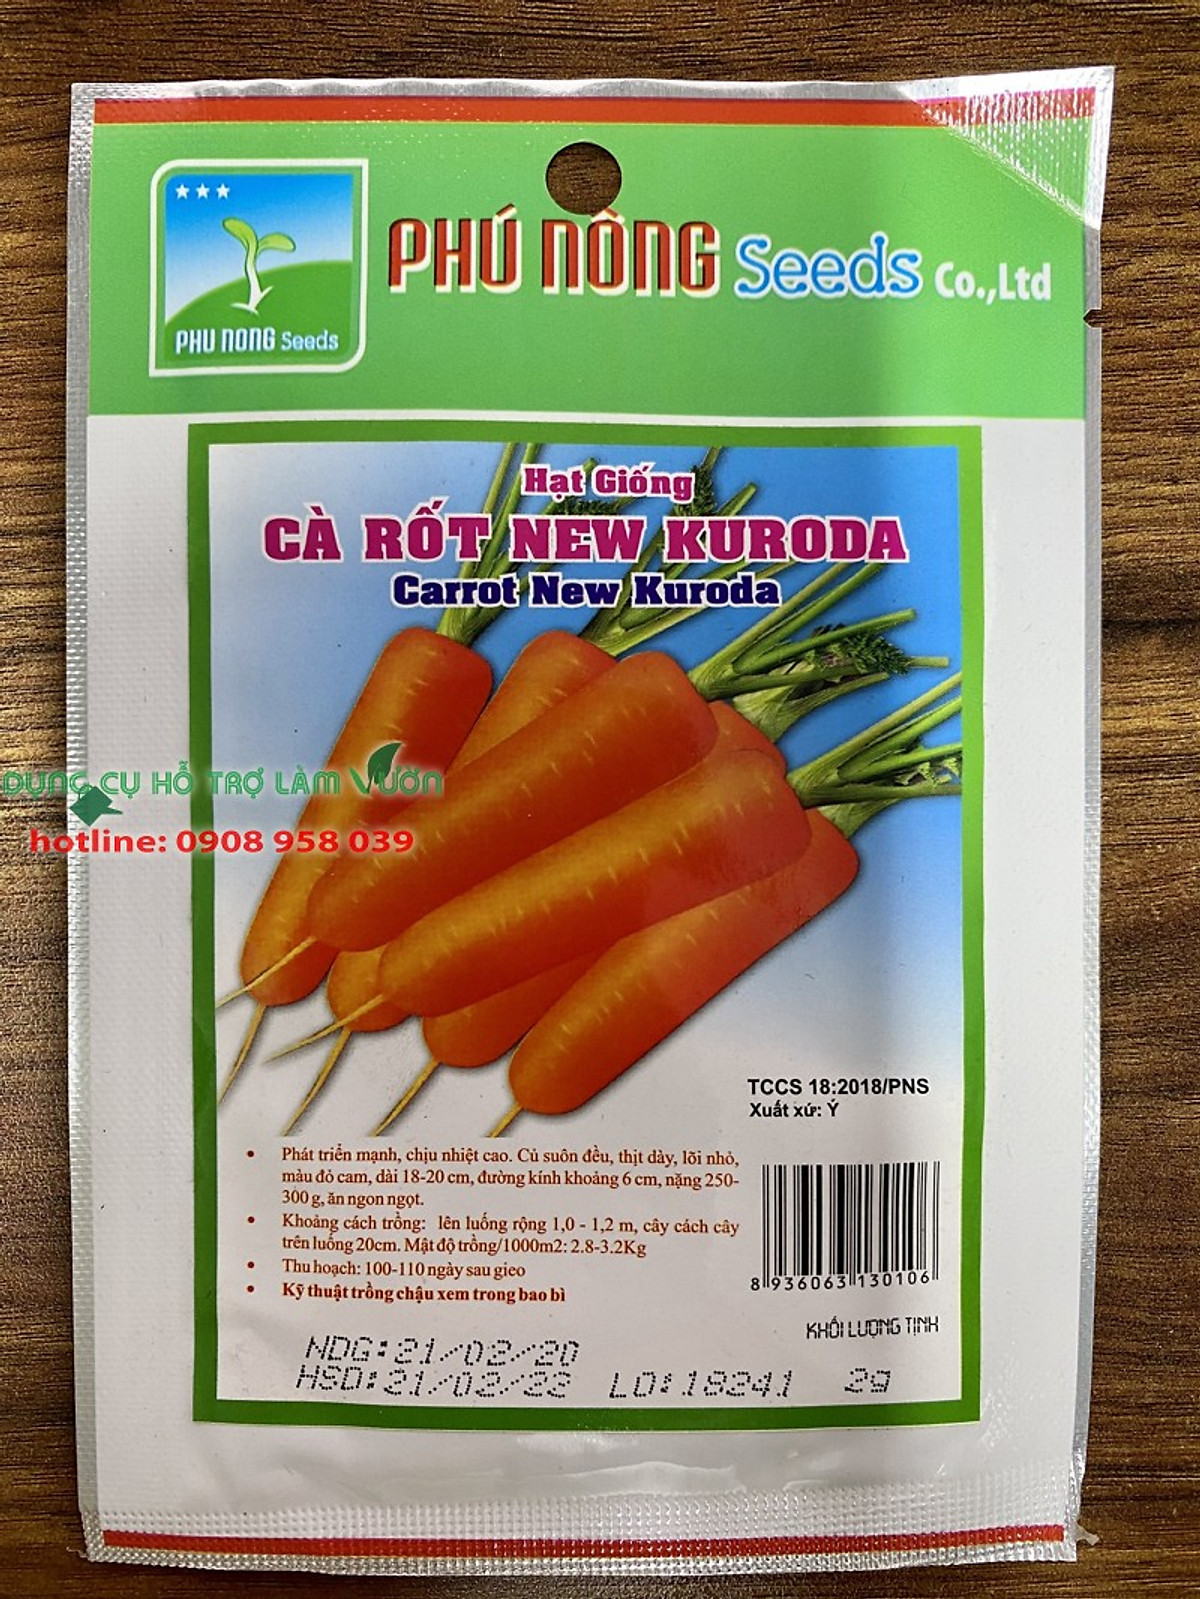 PHÚ NÔNG Seeds Co.,Ltd
PHU NONG Seeds
Hạt Giống
CÀ RỐT NEW KURODA
Carrot New Kuroda
DỤNG CỤ HỖ TRỢ LÀM VƯỜN
hotline: 0908 958 039
TCCS 18:2018/PNS
Xuất xứ: Ý
• Phát triển mạnh, chịu nhiệt cao. Củ suôn đều, thịt dày, lõi nhỏ,
màu đỏ cam, dài 18-20 cm, đường kính khoảng 6 cm, nặng 250-
300 g, ăn ngon ngọt.
• Khoảng cách trồng: lên luống rộng 1,0 - 1,2 m, cây cách cây
trên luống 20cm. Mật độ trồng/1000m2: 2.8-3.2Kg
• Thu hoạch: 100-110 ngày sau gieo
• Kỹ thuật trồng chậu xem trong bao bì
8 936063 130106
KHỐI LƯỢNG TỊNH
NDG:21/02/20
HSD:21/02/22 LO:18241 2g